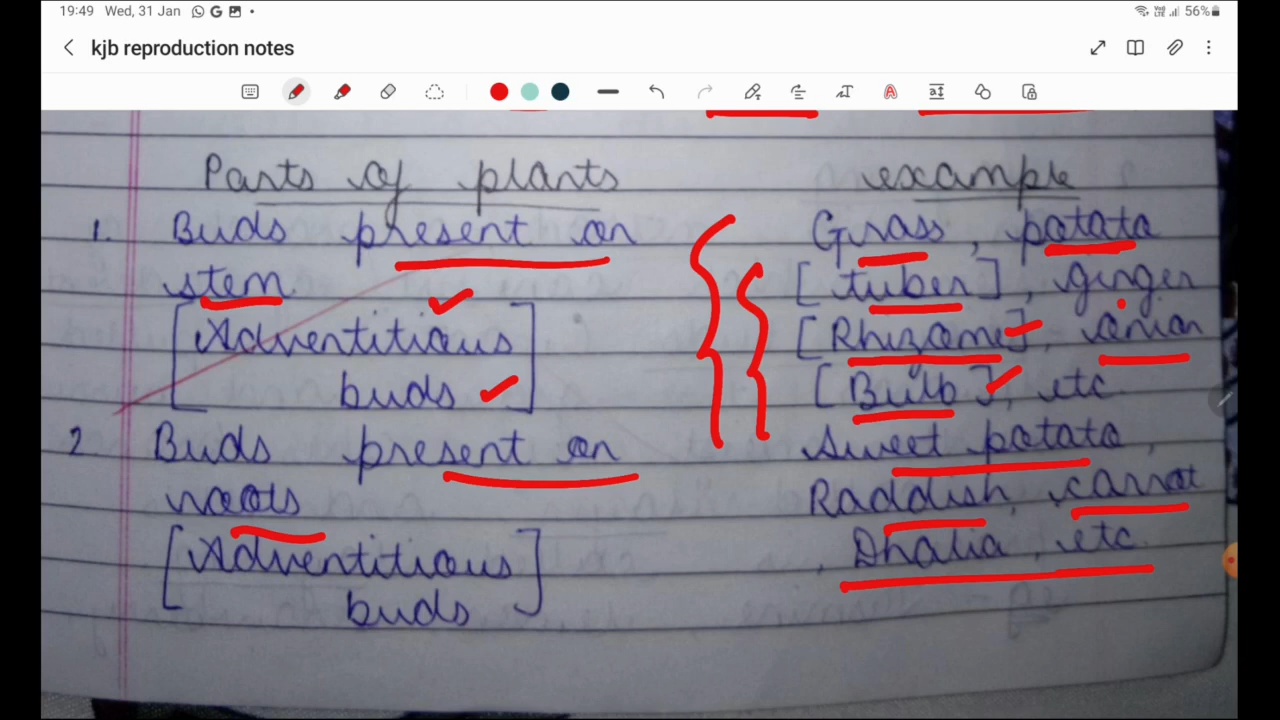 19:49 Wed, 31 Jan
56%
kjb reproduction notes
Parts of plants example
1. Buds present on Grass, potato
stem [tuber], ginger
[Adventitious [Rhizome], onion
buds] [Bulb], etc
2. Buds present on Sweet potato,
roots Raddish, carrot
[Adventitious , Dhalia, etc
buds]